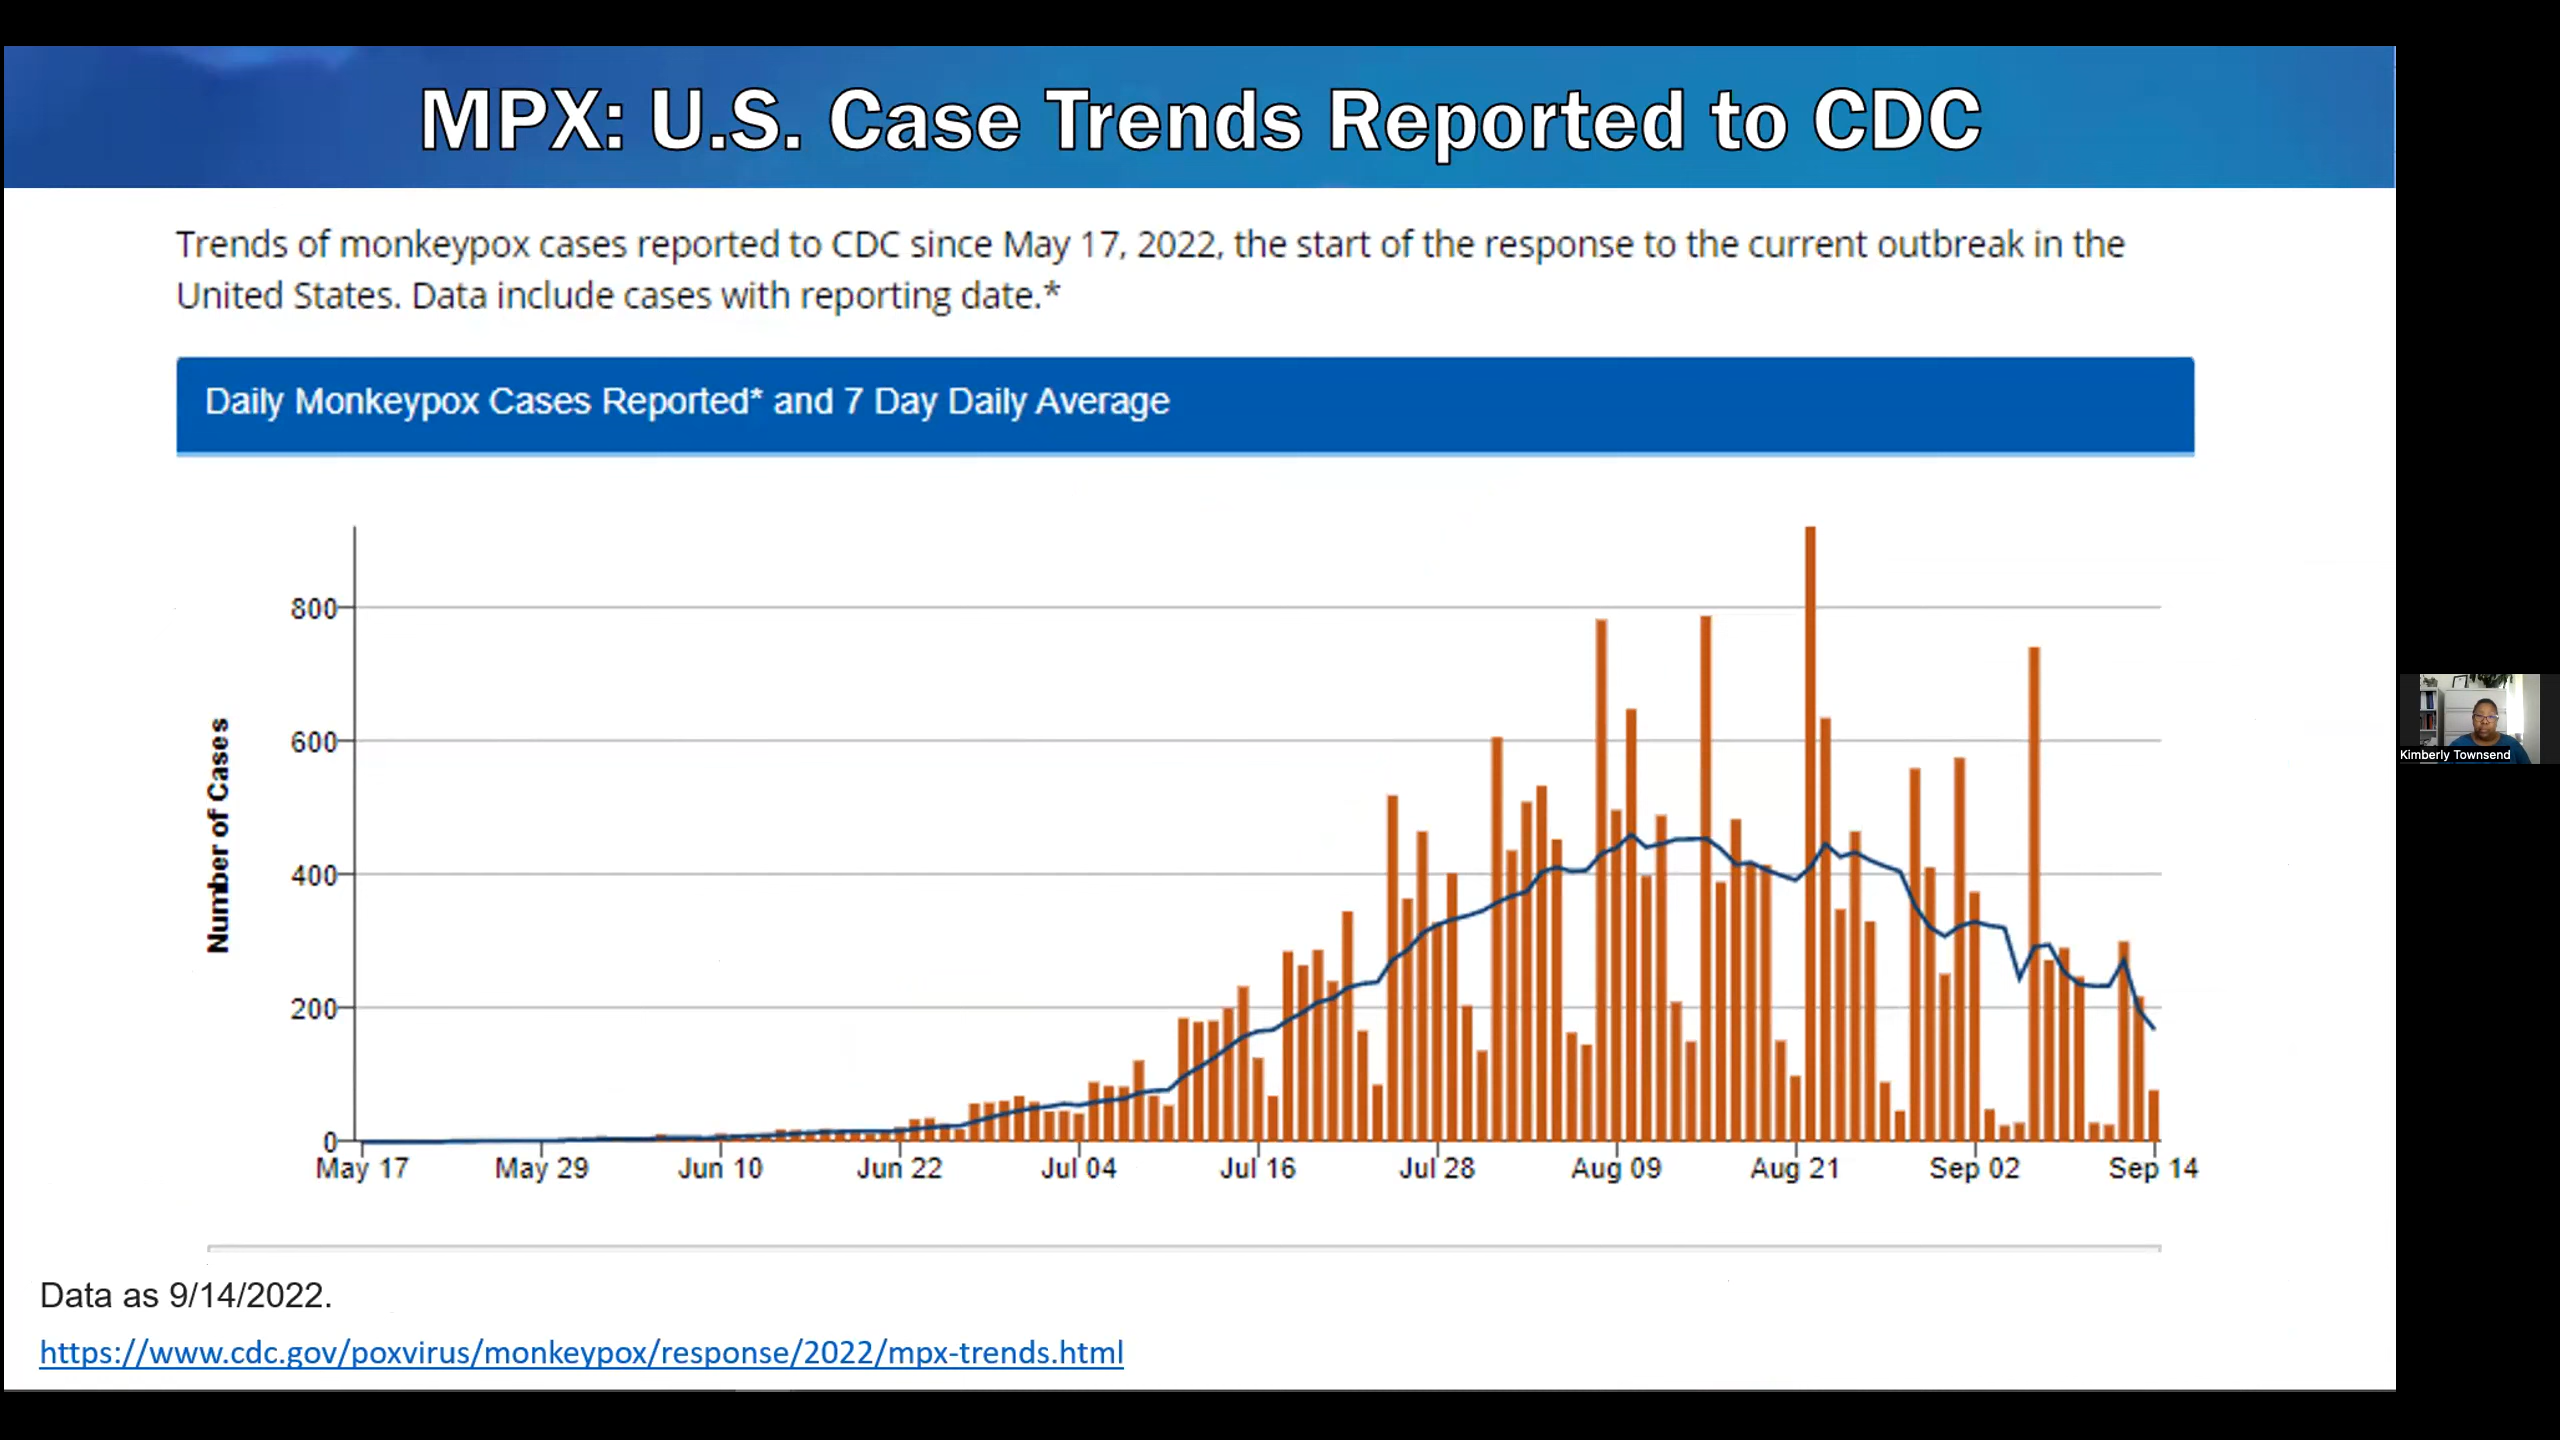 MPX: U.S. Case Trends Reported to CDC
Trends of monkeypox cases reported to CDC since May 17, 2022, the start of the response to the current outbreak in the
United States. Data include cases with reporting date.*
Daily Monkeypox Cases Reported* and 7 Day Daily Average
Number of Cases
800
600
400
200
0
May 17 May 29 Jun 10 Jun 22 Jul 04 Jul 16 Jul 28 Aug 09 Aug 21 Sep 02 Sep 14
Kimberly Townsend
Data as 9/14/2022.
https://www.cdc.gov/poxvirus/monkeypox/response/2022/mpx-trends.html